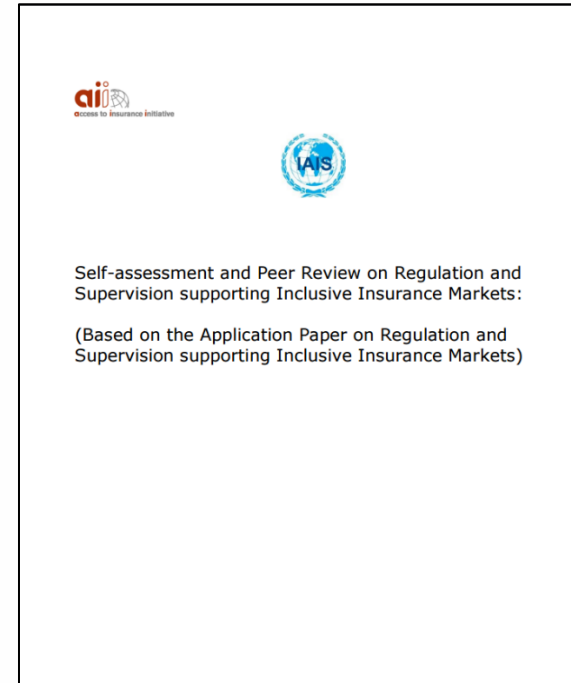 aii
access to insurance initiative
IAIS
Self-assessment and Peer Review on Regulation and
Supervision supporting Inclusive Insurance Markets:
(Based on the Application Paper on Regulation and
Supervision supporting Inclusive Insurance Markets)